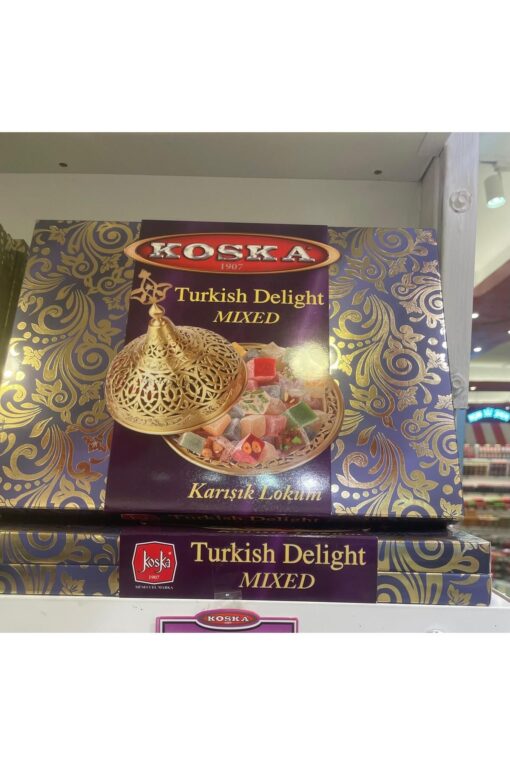 KOSKA
1907
Turkish Delight
MIXED
Karışık Lokum
Koska
1907
Turkish Delight
MIXED
KOSKA